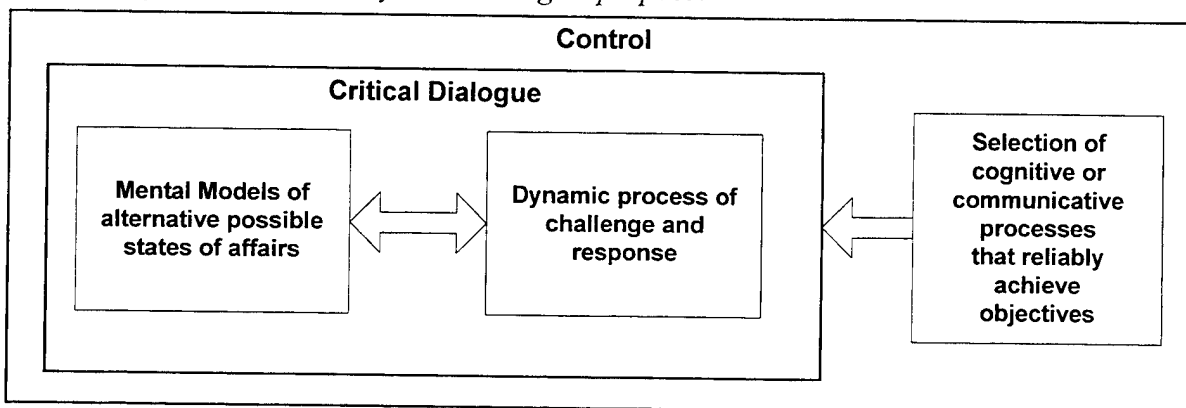 Control
Critical Dialogue
Mental Models of
alternative possible
states of affairs
Dynamic process of
challenge and
response
Selection of
cognitive or
communicative
processes
that reliably
achieve
objectives